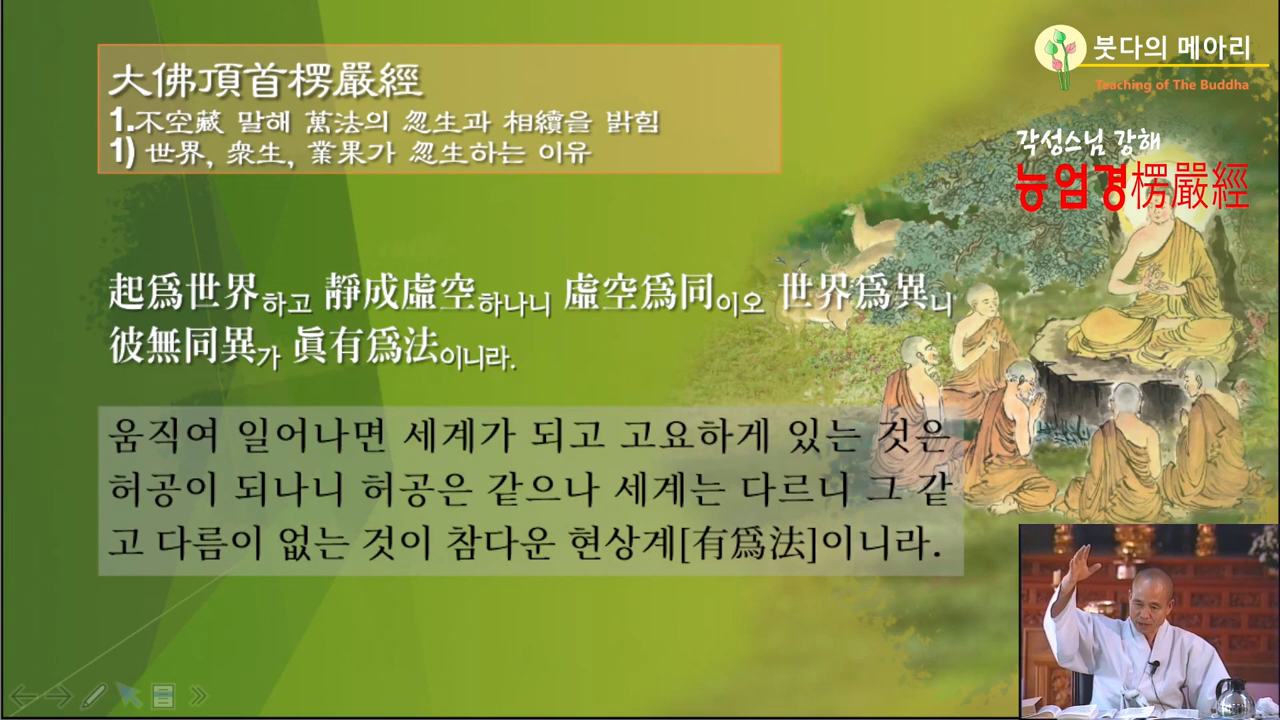 大佛頂首楞嚴經
1.不空藏 말해 萬法의 忽生과 相續을 밝힘
1) 世界, 衆生, 業果가 忽生하는 이유
붓다의 메아리
Teaching of The Buddha
각성스님 강해
능엄경楞嚴經
起爲世界하고 靜成虛空하나니 虛空爲同이오 世界爲異니
彼無同異가 眞有爲法이니라.
움직여 일어나면 세계가 되고 고요하게 있는 것은
허공이 되나니 허공은 같으나 세계는 다르니 그 같
고 다름이 없는 것이 참다운 현상계[有爲法]이니라.